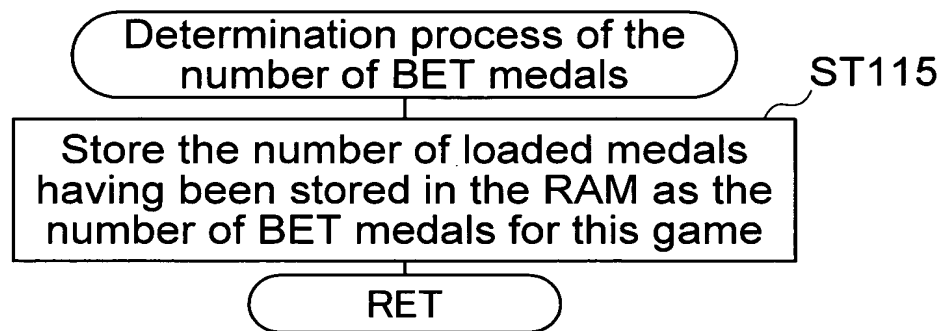 Determination process of the
number of BET medals
ST115
Store the number of loaded medals
having been stored in the RAM as the
number of BET medals for this game
RET